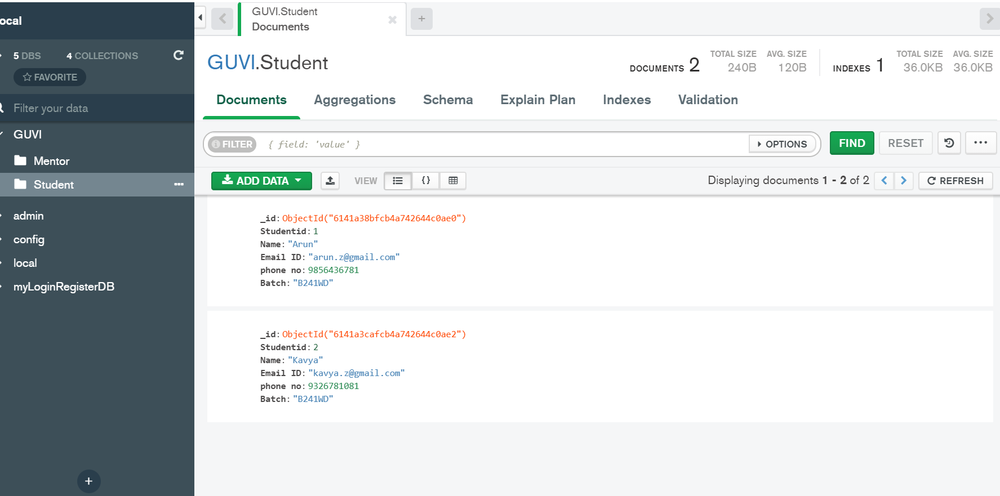 ocal
5 DBS 4 COLLECTIONS
FAVORITE
Filter your data
GUVI
Mentor
Student
admin
config
local
myLoginRegisterDB
GUVI.Student
Documents
GUVI.Student
DOCUMENTS 2 TOTAL SIZE 240B AVG. SIZE 120B INDEXES 1 TOTAL SIZE 36.0KB AVG. SIZE 36.0KB
Documents Aggregations Schema Explain Plan Indexes Validation
FILTER { field: 'value' } OPTIONS FIND RESET
ADD DATA VIEW {} Displaying documents 1 - 2 of 2 REFRESH
_id: ObjectId("6141a38bfcb4a742644c0ae0")
Studentid: 1
Name: "Arun"
Email ID: "arun.z@gmail.com"
phone no: 9856436781
Batch: "B241WD"
_id: ObjectId("6141a3cafcb4a742644c0ae2")
Studentid: 2
Name: "Kavya"
Email ID: "kavya.z@gmail.com"
phone no: 9326781081
Batch: "B241WD"